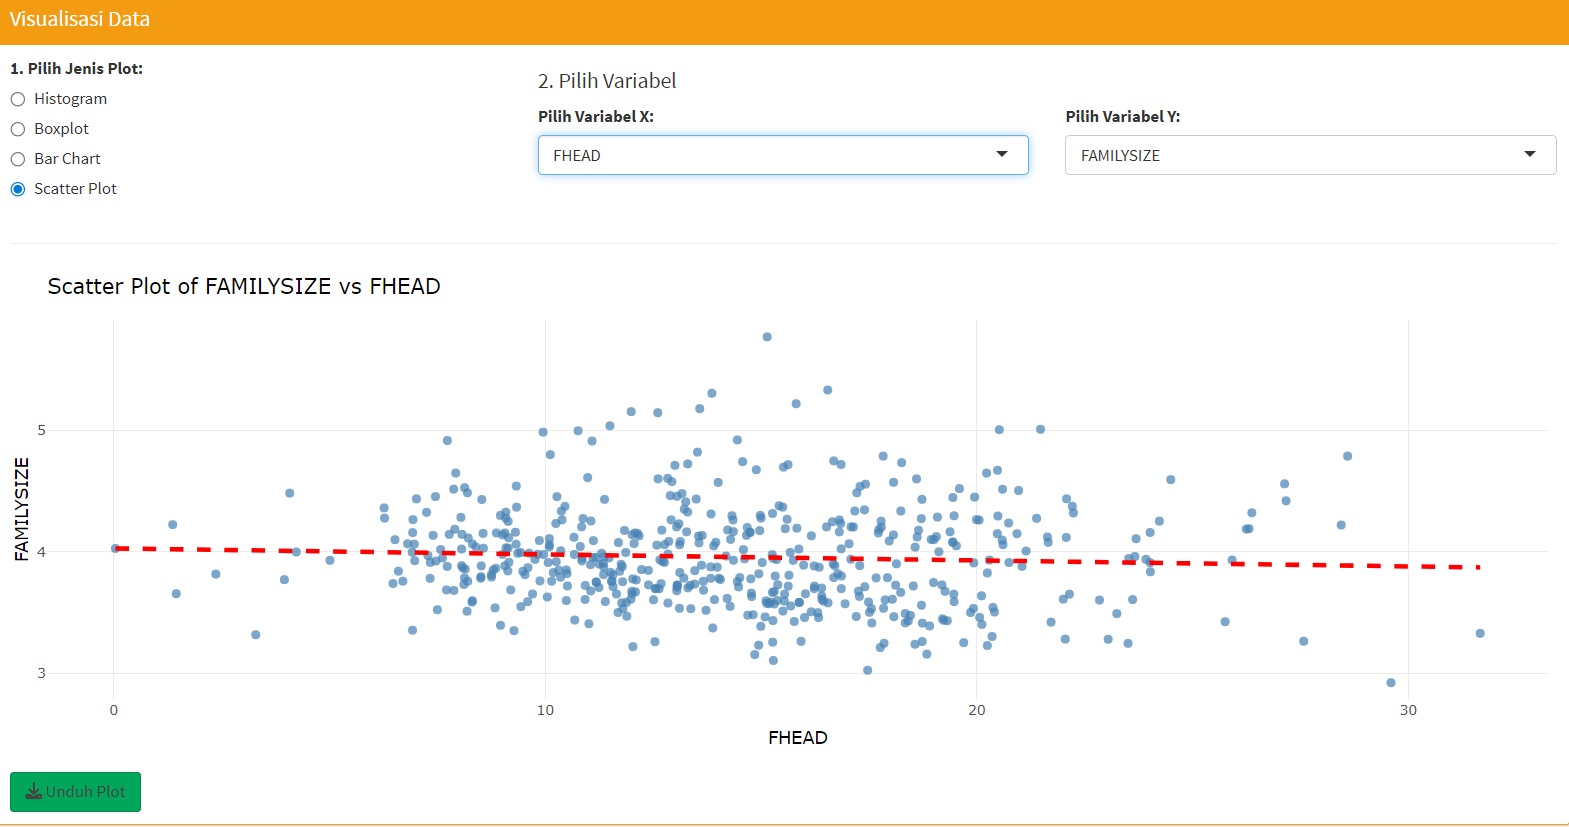 Visualisasi Data
1. Pilih Jenis Plot:
Histogram
Boxplot
Bar Chart
Scatter Plot
2. Pilih Variabel
Pilih Variabel X:
FHEAD
Pilih Variabel Y:
FAMILYSIZE
Scatter Plot of FAMILYSIZE vs FHEAD
FAMILYSIZE
5
4
3
0
10
20
30
FHEAD
Unduh Plot